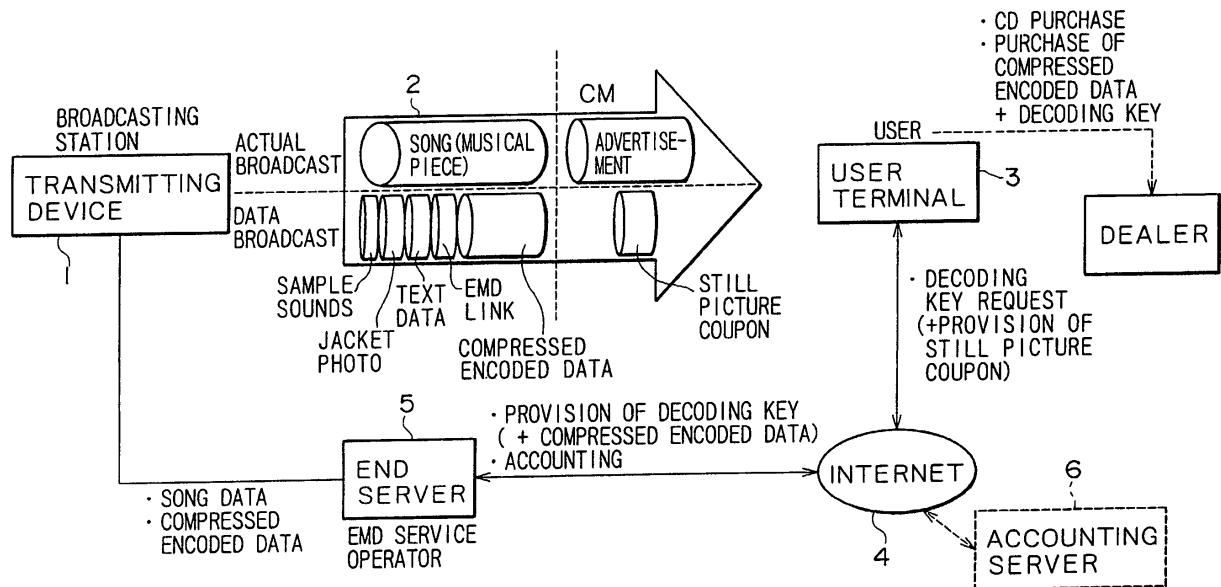 · CD PURCHASE
· PURCHASE OF
COMPRESSED
ENCODED DATA
+ DECODING KEY
BROADCASTING
STATION
TRANSMITTING
DEVICE
1
ACTUAL
BROADCAST
DATA
BROADCAST
2
CM
SONG(MUSICAL
PIECE)
ADVERTISE-
MENT
SAMPLE
SOUNDS
JACKET
PHOTO
TEXT
DATA
EMD
LINK
COMPRESSED
ENCODED DATA
STILL
PICTURE
COUPON
USER
USER
TERMINAL
3
DEALER
· DECODING
KEY REQUEST
(+PROVISION OF
STILL PICTURE
COUPON)
5
END
SERVER
EMD SERVICE
OPERATOR
· SONG DATA
· COMPRESSED
ENCODED DATA
· PROVISION OF DECODING KEY
( + COMPRESSED ENCODED DATA)
· ACCOUNTING
INTERNET
4
6
ACCOUNTING
SERVER